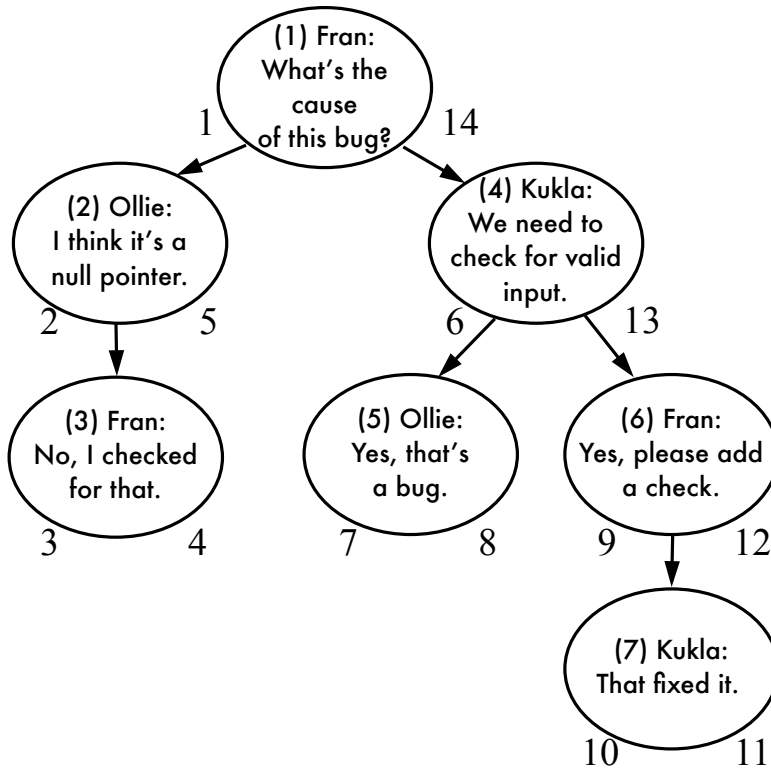 (1) Fran:
What's the
cause
of this bug?
1
14
(2) Ollie:
I think it's a
null pointer.
2
5
(4) Kukla:
We need to
check for valid
input.
6
13
(3) Fran:
No, I checked
for that.
3
4
(5) Ollie:
Yes, that's
a bug.
7
8
(6) Fran:
Yes, please add
a check.
9
12
(7) Kukla:
That fixed it.
10
11